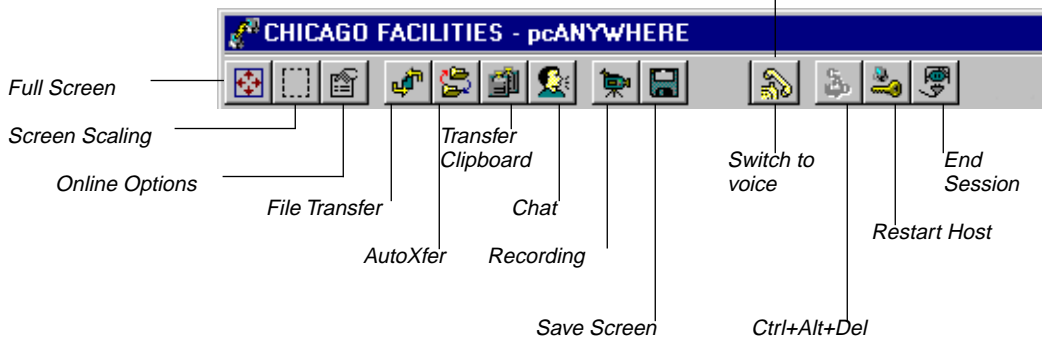 CHICAGO FACILITIES - pcANYWHERE
Full Screen
Screen Scaling
Online Options
File Transfer
AutoXfer
Transfer
Clipboard
Chat
Recording
Save Screen
Switch to
voice
Ctrl+Alt+Del
Restart Host
End
Session